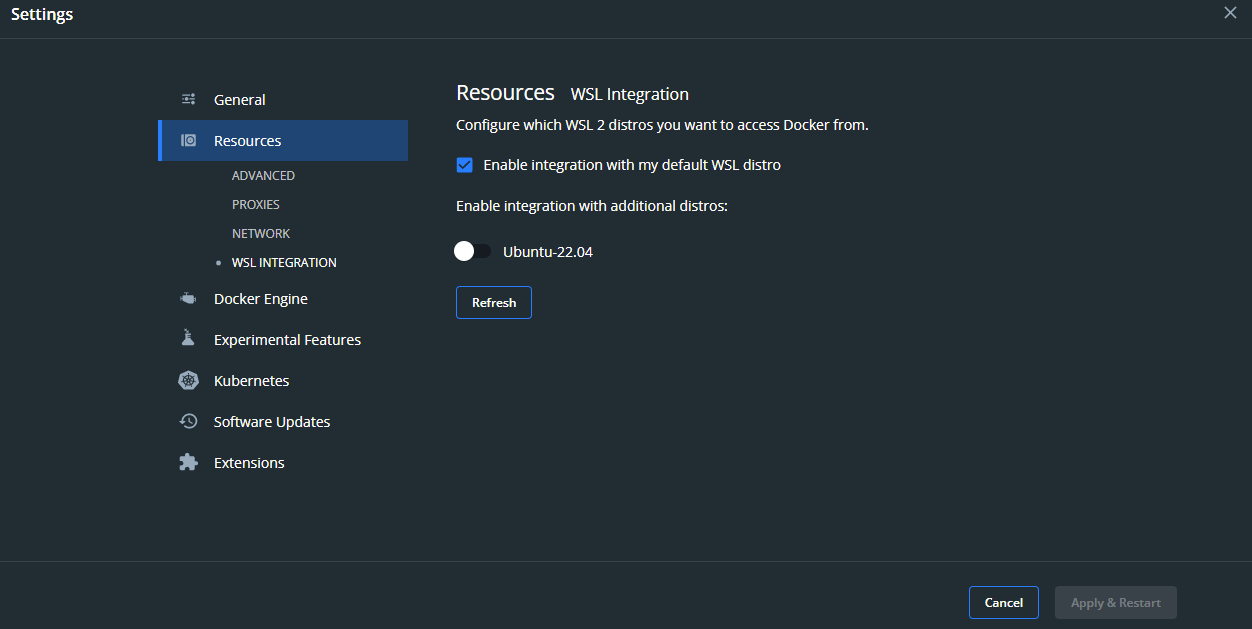 Settings
General
Resources
ADVANCED
PROXIES
NETWORK
WSL INTEGRATION
Docker Engine
Experimental Features
Kubernetes
Software Updates
Extensions
Resources WSL Integration
Configure which WSL 2 distros you want to access Docker from.
Enable integration with my default WSL distro
Enable integration with additional distros:
Ubuntu-22.04
Refresh
Cancel
Apply & Restart